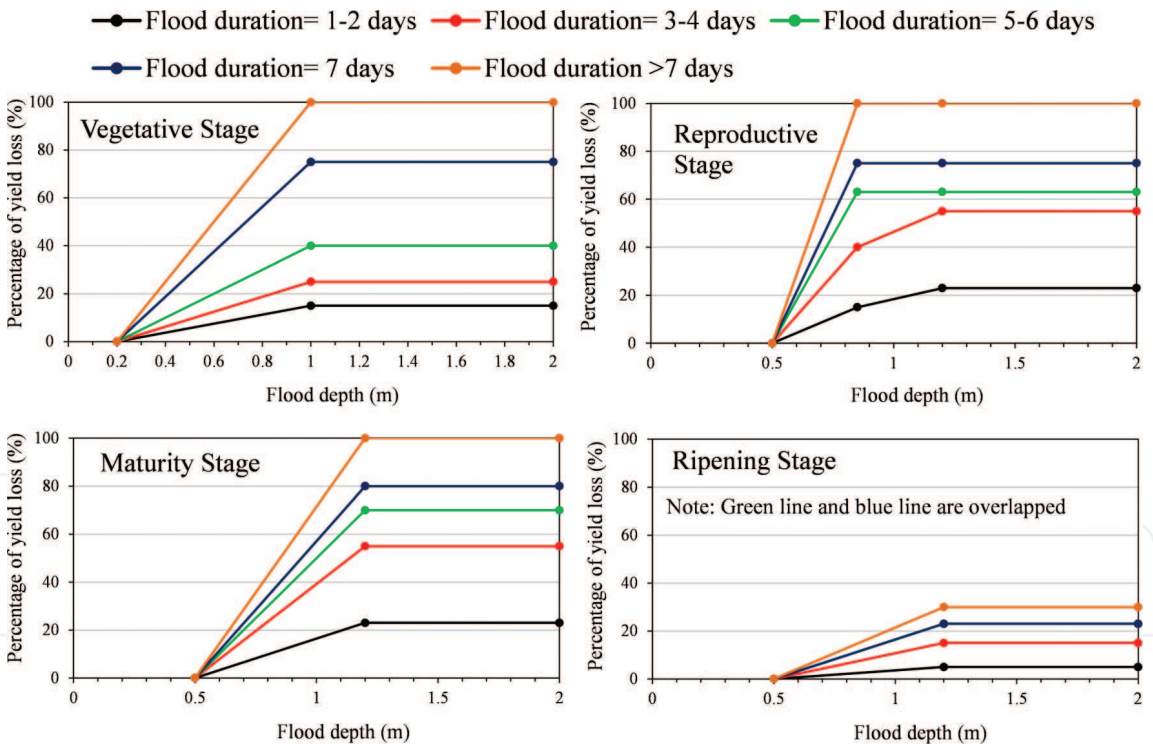 Flood duration= 1-2 days Flood duration= 3-4 days Flood duration= 5-6 days
Flood duration= 7 days Flood duration >7 days
Vegetative Stage
Percentage of yield loss (%)
100
80
60
40
20
0
0 0.2 0.4 0.6 0.8 1 1.2 1.4 1.6 1.8 2
Flood depth (m)
Reproductive
Stage
Percentage of yield loss (%)
100
80
60
40
20
0
0 0.5 1 1.5 2
Flood depth (m)
Maturity Stage
Percentage of yield loss (%)
100
80
60
40
20
0
0 0.5 1 1.5 2
Flood depth (m)
Ripening Stage
Note: Green line and blue line are overlapped
Percentage of yield loss (%)
100
80
60
40
20
0
0 0.5 1 1.5 2
Flood depth (m)